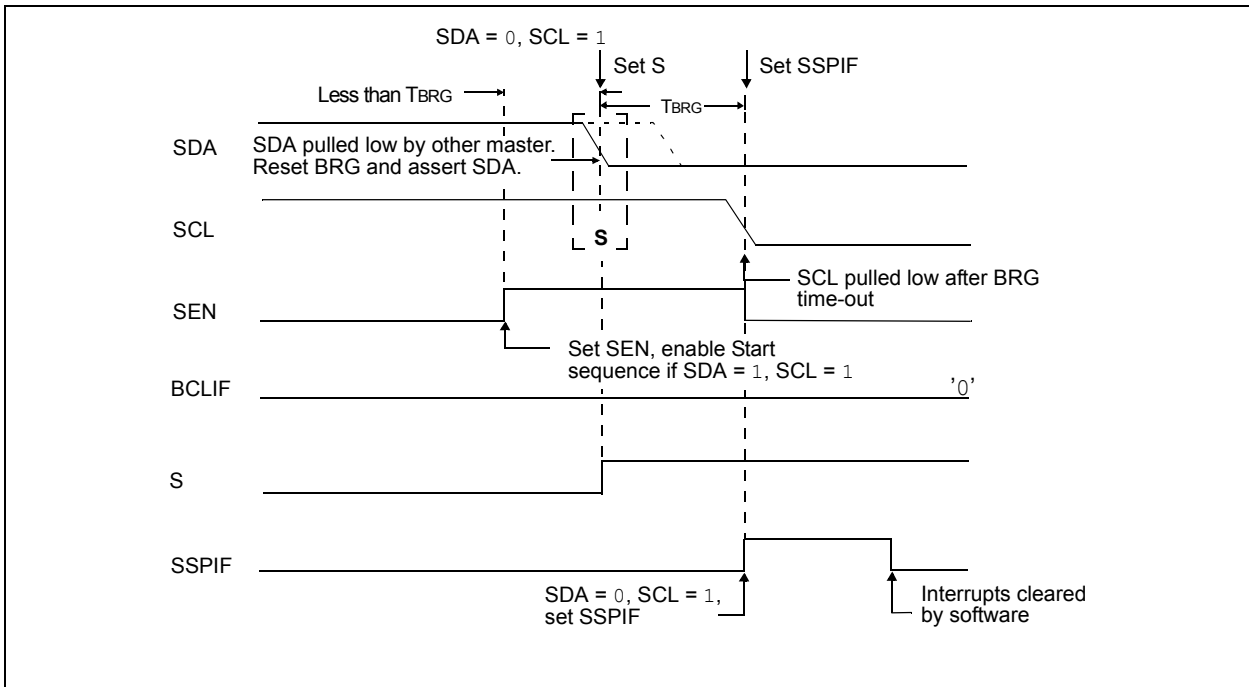 SDA = 0, SCL = 1
Set S
Set SSPIF
Less than TBRG
TBRG
SDA
SDA pulled low by other master.
Reset BRG and assert SDA.
SCL
S
SCL pulled low after BRG
time-out
SEN
Set SEN, enable Start
sequence if SDA = 1, SCL = 1
BCLIF
'0'
S
SSPIF
SDA = 0, SCL = 1,
set SSPIF
Interrupts cleared
by software